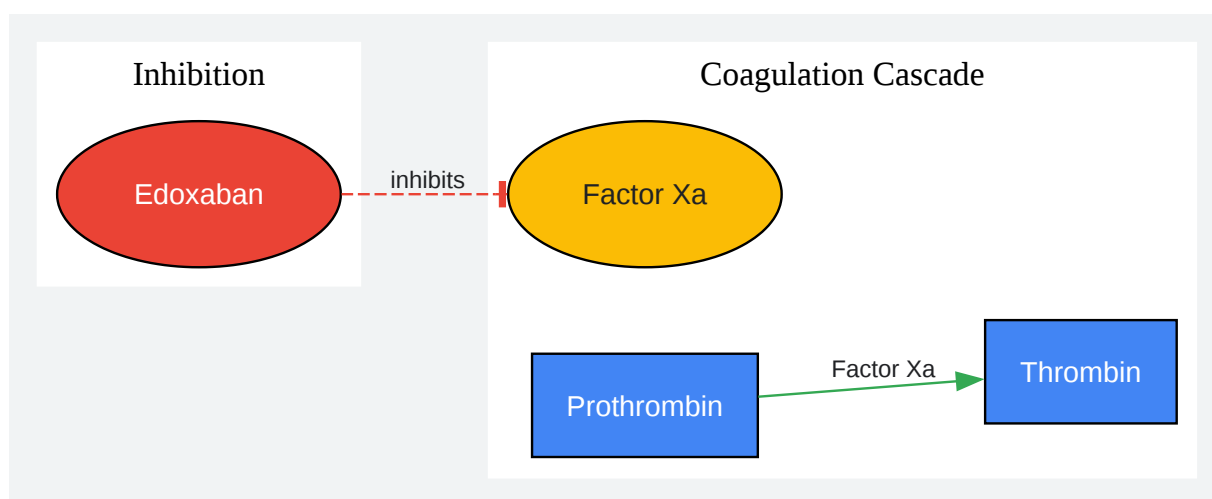 Inhibition
Coagulation Cascade
Edoxaban
inhibits
Factor Xa
Prothrombin
Factor Xa
Thrombin